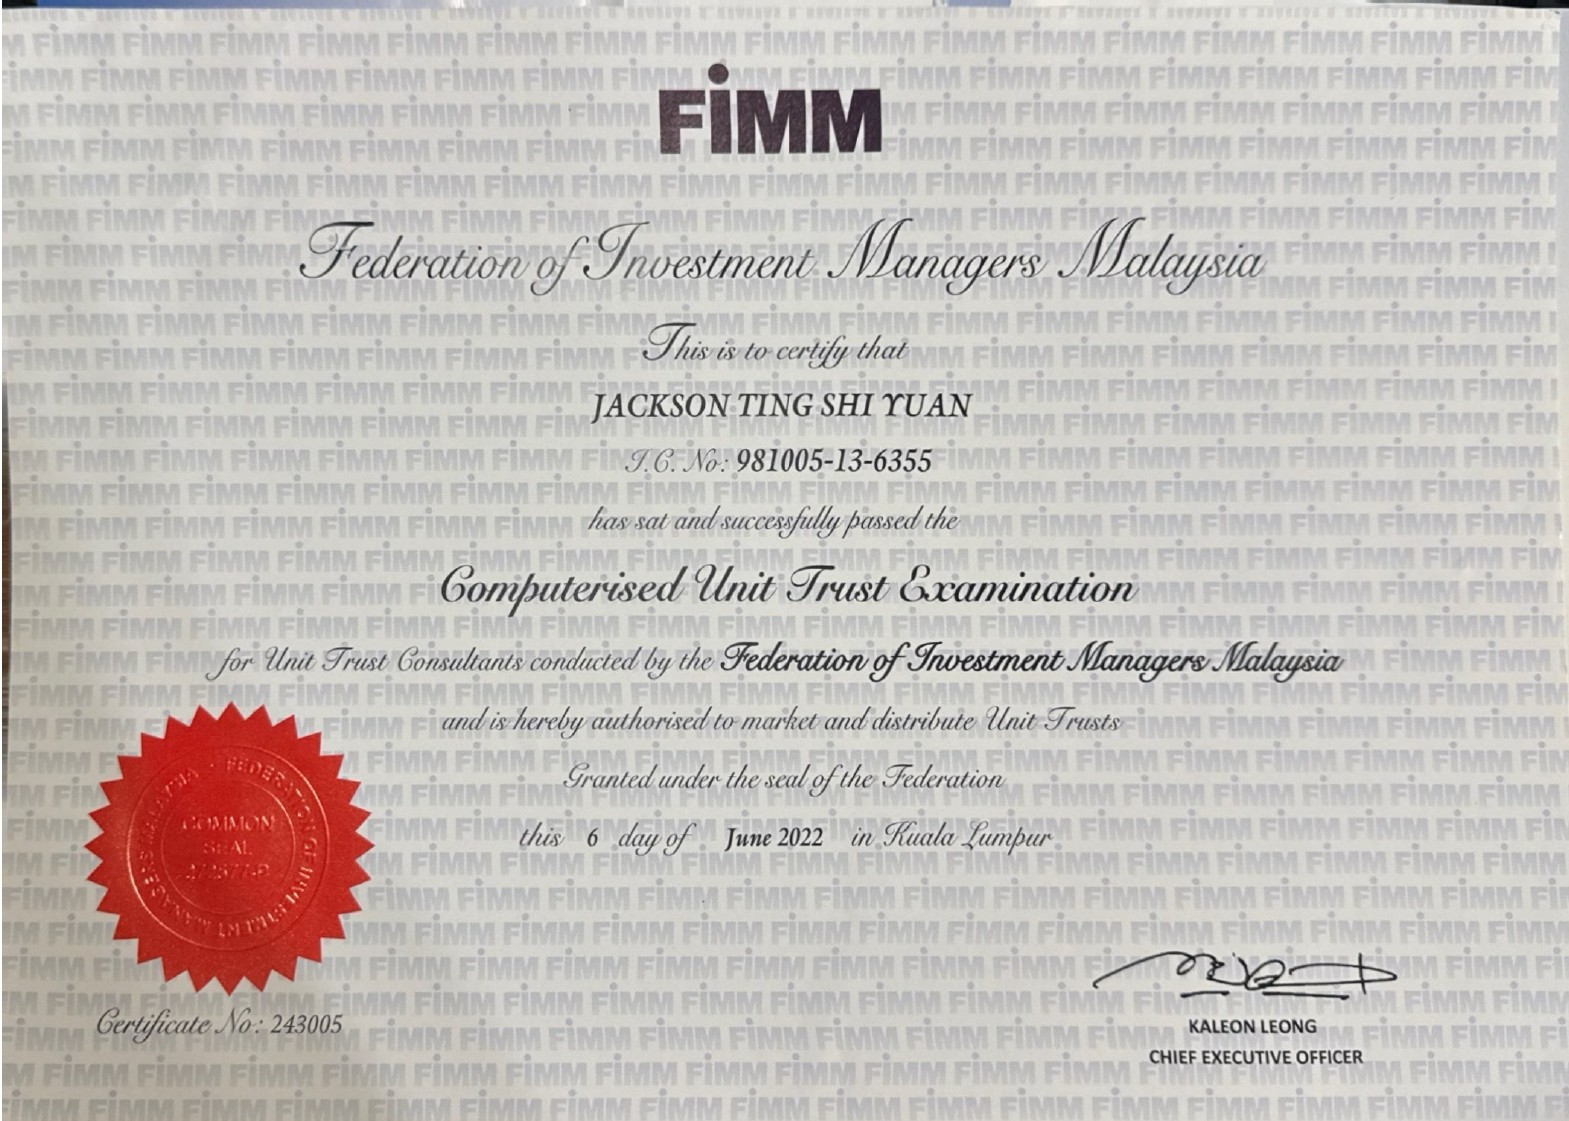 FiMM
Federation of Investment Managers Malaysia
This is to certify that
JACKSON TING SHI YUAN
I.C. No: 981005-13-6355
has sat and successfully passed the
Computerised Unit Trust Examination
for Unit Trust Consultants conducted by the Federation of Investment Managers Malaysia
and is hereby authorised to market and distribute Unit Trusts
Granted under the seal of the Federation
this 6 day of June 2022 in Kuala Lumpur
FEDERATION OF INVESTMENT MANAGERS MALAYSIA
COMMON
SEAL
Certificate No: 243005
KALEON LEONG
CHIEF EXECUTIVE OFFICER